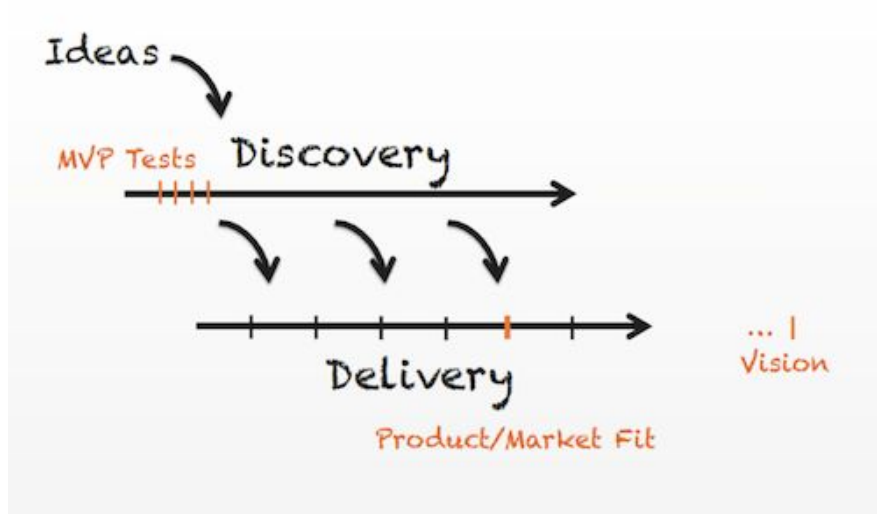 Ideas
MVP Tests
Discovery
... |
Vision
Delivery
Product/Market Fit